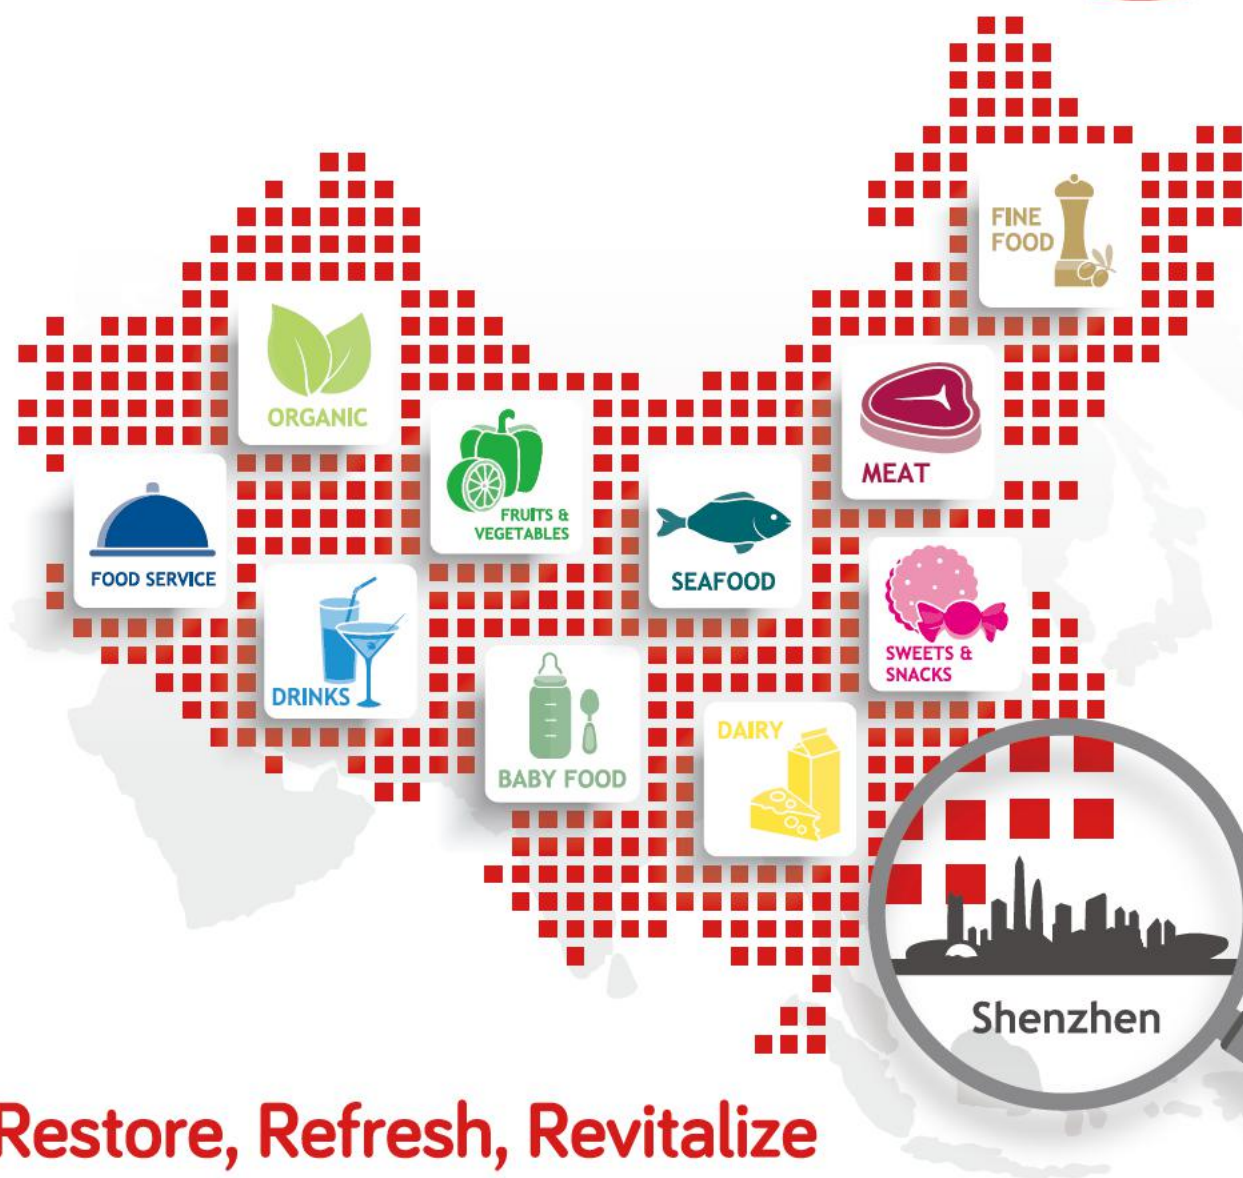 FINE
FOOD
ORGANIC
MEAT
FRUITS &
VEGETABLES
FOOD SERVICE
SEAFOOD
SWEETS &
SNACKS
DRINKS
DAIRY
BABY FOOD
Shenzhen
Restore, Refresh, Revitalize